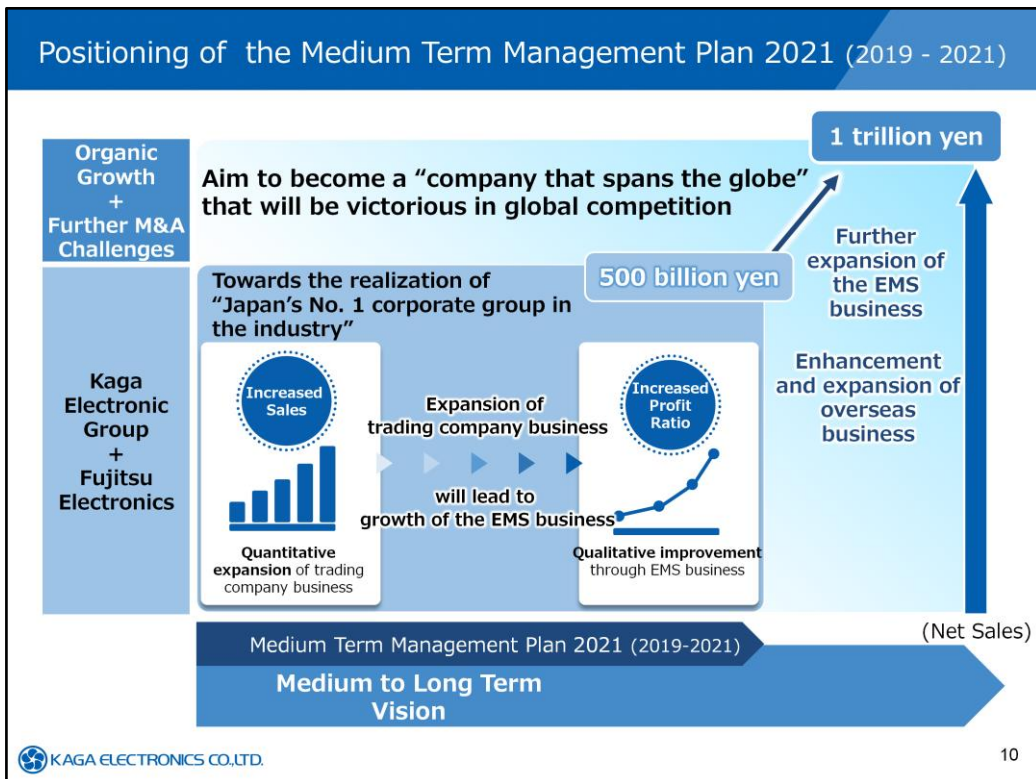 Positioning of the Medium Term Management Plan 2021 (2019 - 2021)
1 trillion yen
Organic
Growth
+
Further M&A
Challenges
Aim to become a “company that spans the globe”
that will be victorious in global competition
Further
expansion of
the EMS
business
Enhancement
and expansion of
overseas
business
Kaga
Electronic
Group
+
Fujitsu
Electronics
Towards the realization of
“Japan’s No. 1 corporate group in
the industry”
500 billion yen
Increased
Sales
Quantitative
expansion of trading
company business
Expansion of
trading company business
will lead to
growth of the EMS business
Increased
Profit
Ratio
Qualitative improvement
through EMS business
(Net Sales)
Medium Term Management Plan 2021 (2019-2021)
Medium to Long Term
Vision
KAGA ELECTRONICS CO.,LTD.
10